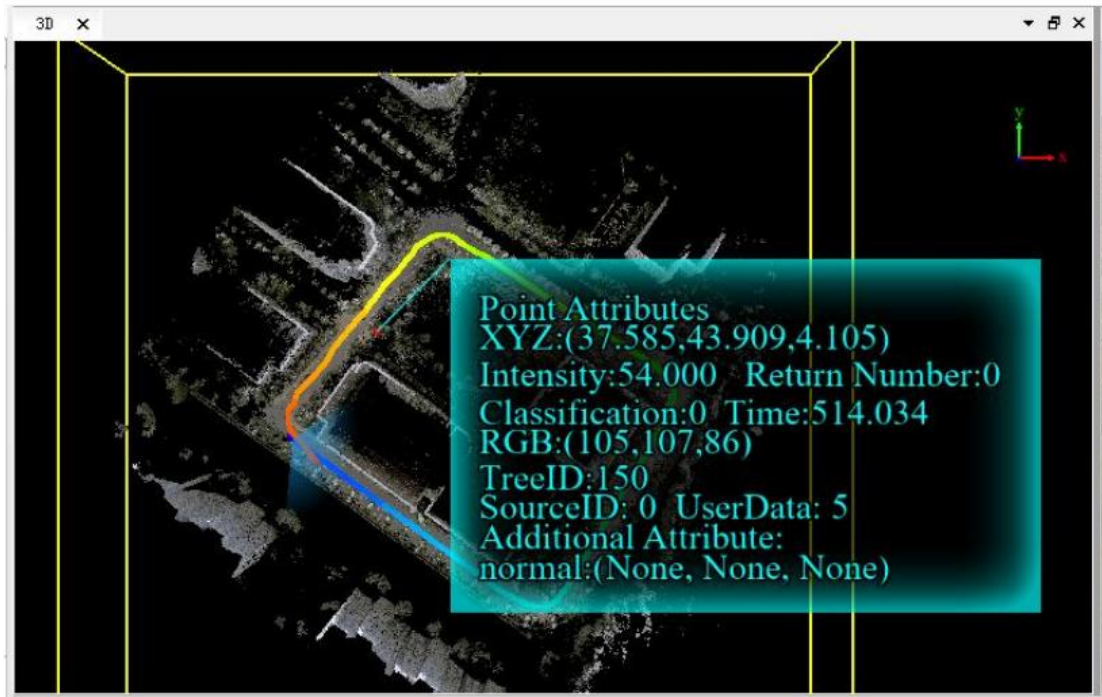 3D
y
x
Point Attributes
XYZ:(37.585,43.909,4.105)
Intensity:54.000 Return Number:0
Classification:0 Time:514.034
RGB:(105,107,86)
TreeID:150
SourceID: 0 UserData: 5
Additional Attribute:
normal:(None, None, None)